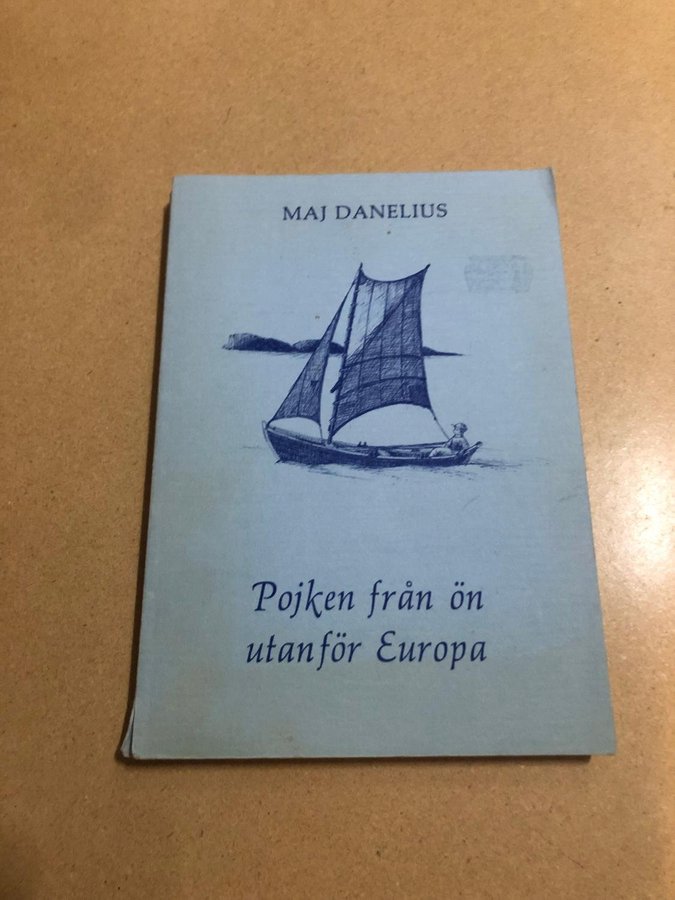 MAJ DANELIUS
Pojken från ön
utanför Europa